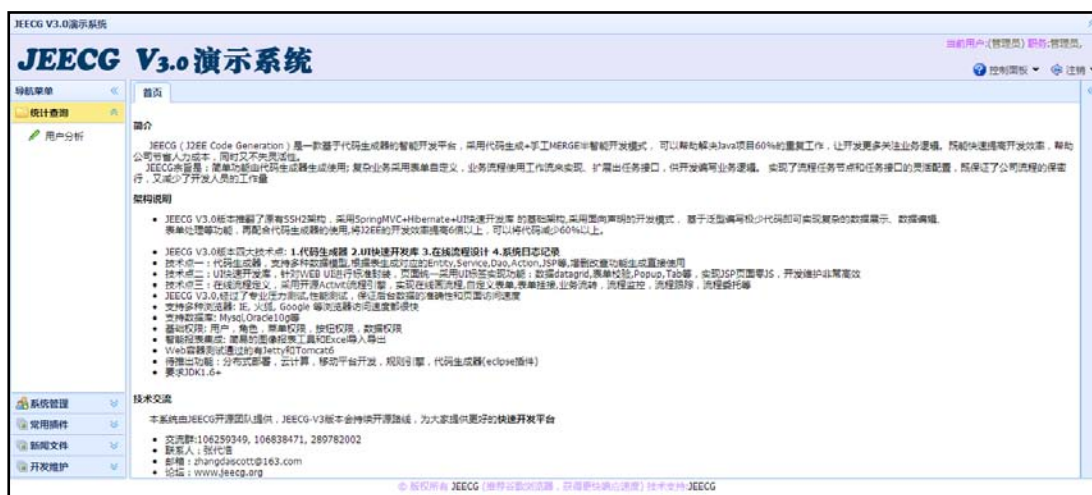 JEECG V3.0演示系统
JEECG V3.0演示系统
当前用户:(管理员) 职务:管理员,
控制面板 注销
导航菜单
首页
统计查询
用户分析
简介
JEECG（J2EE Code Generation）是一款基于代码生成器的智能开发平台，采用代码生成+手工MERGE半智能开发模式， 可以帮助解决Java项目60%的重复工作，让开发更多关注业务逻辑。既能快速提高开发效率，帮助
公司节省人力成本，同时又不失灵活性。
JEECG宗旨是：简单功能由代码生成器生成使用; 复杂业务采用表单自定义，业务流程使用工作流来实现、扩展出任务接口，供开发编写业务逻辑。 实现了流程任务节点和任务接口的灵活配置，既保证了公司流程的保密
行，又减少了开发人员的工作量
架构说明
JEECG V3.0版本推翻了原有SSH2架构，采用SpringMVC+Hibernate+UI快速开发库 的基础架构,采用面向声明的开发模式， 基于泛型编写极少代码即可实现复杂的数据展示、数据编辑、
表单处理等功能，再配合代码生成器的使用,将J2EE的开发效率提高6倍以上，可以将代码减少60%以上。
JEECG V3.0版本四大技术点: 1.代码生成器 2.UI快速开发库 3.在线流程设计 4.系统日志记录
技术点一：代码生成器，支持多种数据模型,根据表生成对应的Entity,Service,Dao,Action,JSP等,增删改查功能生成直接使用
技术点二：UI快速开发库，针对WEB UI进行标准封装，页面统一采用UI标签实现功能：数据datagrid,表单校验,Popup,Tab等，实现JSP页面零JS，开发维护非常高效
技术点三：在线流程定义，采用开源Activiti流程引擎，实现在线画流程,自定义表单,表单挂接,业务流转，流程监控，流程跟踪，流程委托等
JEECG V3.0,经过了专业压力测试,性能测试，保证后台数据的准确性和页面访问速度
支持多种浏览器: IE, 火狐, Google 等浏览器访问速度都很快
支持数据库: Mysql,Oracle10g等
基础权限: 用户，角色，菜单权限，按钮权限，数据权限
智能报表集成: 简易的图像报表工具和Excel导入导出
Web容器测试通过的有Jetty和Tomcat6
待推出功能：分布式部署，云计算，移动平台开发，规则引擎，代码生成器(eclipse插件)
要求JDK1.6+
技术交流
本系统由JEECG开源团队提供，JEECG-V3版本会持续开源路线，为大家提供更好的快速开发平台
交流群:106259349, 106838471, 289782002
联系人：张代浩
邮箱：zhangdaiscott@163.com
论坛：www.jeecg.org
系统管理
常用插件
新闻文件
开发维护
© 版权所有 JEECG (推荐谷歌浏览器，获得更快响应速度) 技术支持:JEECG